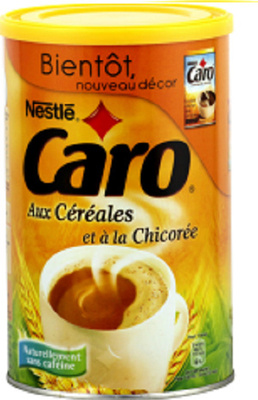 Bientôt,
nouveau décor
Caro
Nestlé®
Caro®
Aux Céréales
et à la Chicorée
Naturellement
sans caféine